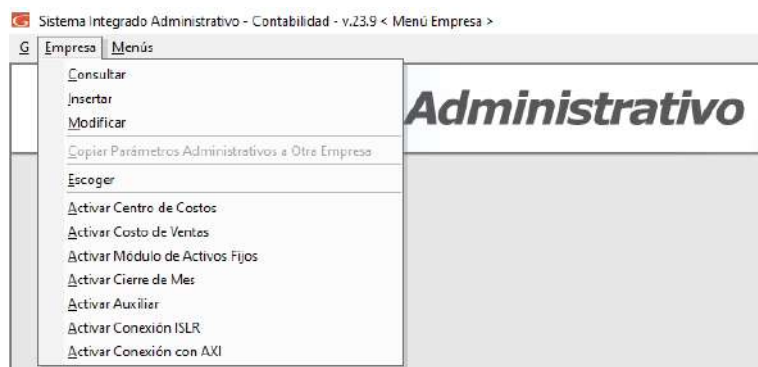 G Sistema Integrado Administrativo - Contabilidad - v.23.9 < Menú Empresa >
G Empresa Menús
Consultar
Insertar
Modificar
Administrativo
Copiar Parámetros Administrativos a Otra Empresa
Escoger
Activar Centro de Costos
Activar Costo de Ventas
Activar Módulo de Activos Fijos
Activar Cierre de Mes
Activar Auxiliar
Activar Conexión ISLR
Activar Conexión con AXI